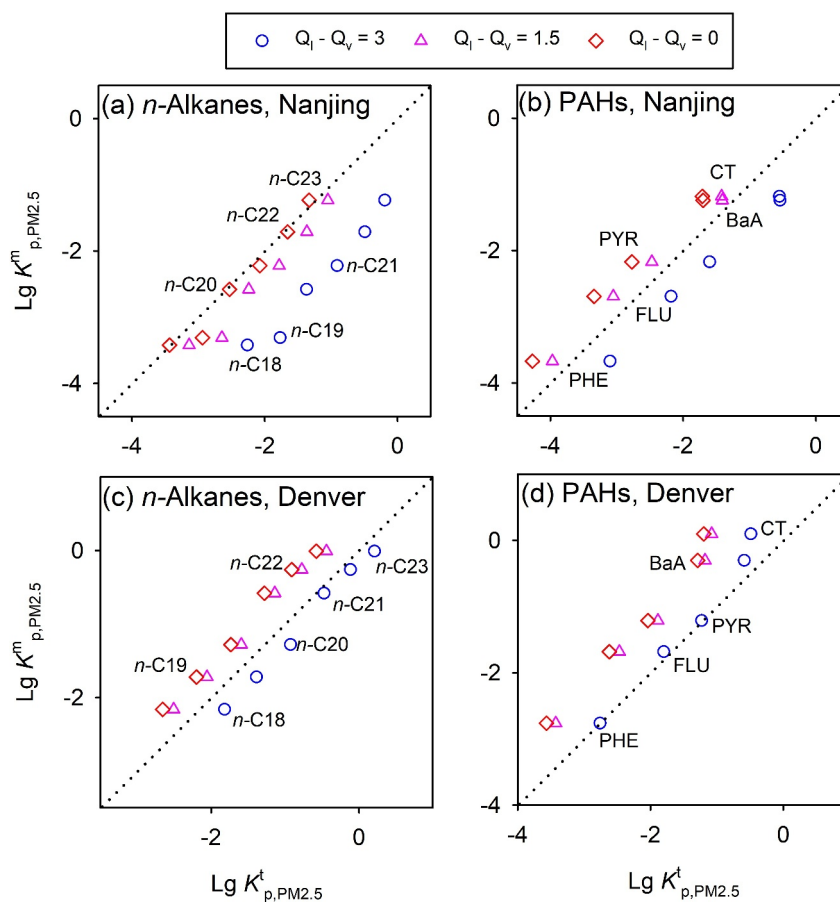 Q_l - Q_v = 3 Q_l - Q_v = 1.5 Q_l - Q_v = 0
(a) n-Alkanes, Nanjing
0
-2
-4
-4 -2 0
Lg K^m_p,PM2.5
n-C23
n-C22
n-C21
n-C20
n-C19
n-C18
(b) PAHs, Nanjing
0
-2
-4
-4 -2 0
CT
BaA
PYR
FLU
PHE
(c) n-Alkanes, Denver
0
-2
-2 0
Lg K^m_p,PM2.5
Lg K^t_p,PM2.5
n-C22
n-C23
n-C21
n-C20
n-C19
n-C18
(d) PAHs, Denver
0
-2
-4
-4 -2 0
Lg K^t_p,PM2.5
CT
BaA
PYR
FLU
PHE